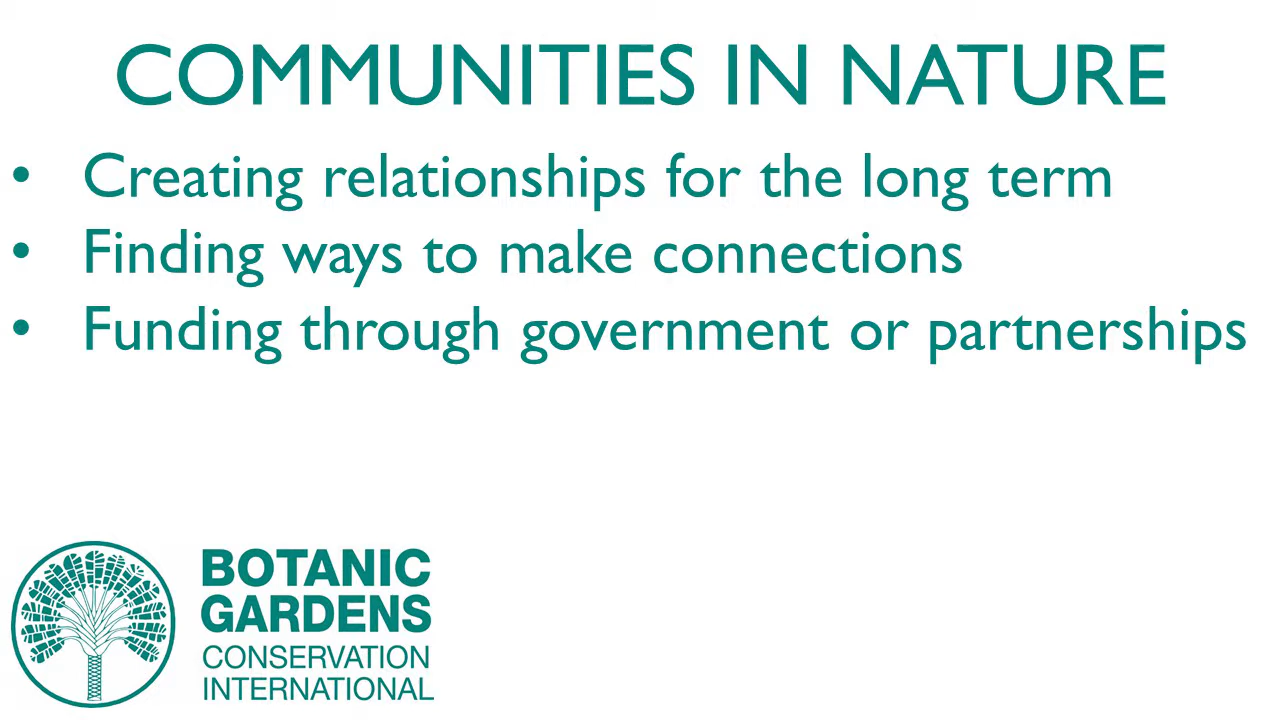 COMMUNITIES IN NATURE
• Creating relationships for the long term
• Finding ways to make connections
• Funding through government or partnerships
BOTANIC
GARDENS
CONSERVATION
INTERNATIONAL